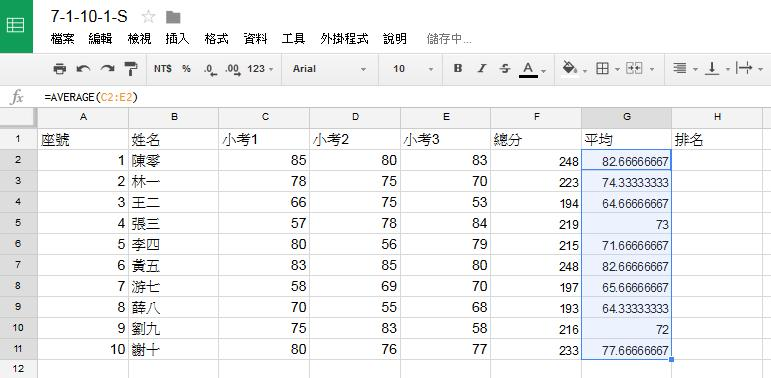 7-1-10-1-S
檔案 編輯 檢視 插入 格式 資料 工具 外掛程式 說明 儲存中...
NT$ % .0 .00 123 Arial 10 B I S A
fx =AVERAGE(C2:E2)
A B C D E F G H
1 座號 姓名 小考1 小考2 小考3 總分 平均 排名
2 1 陳零 85 80 83 248 82.66666667
3 2 林一 78 75 70 223 74.33333333
4 3 王二 66 75 53 194 64.66666667
5 4 張三 57 78 84 219 73
6 5 李四 80 56 79 215 71.66666667
7 6 黃五 83 85 80 248 82.66666667
8 7 游七 58 69 70 197 65.66666667
9 8 薛八 70 55 68 193 64.33333333
10 9 劉九 75 83 58 216 72
11 10 謝十 80 76 77 233 77.66666667
12